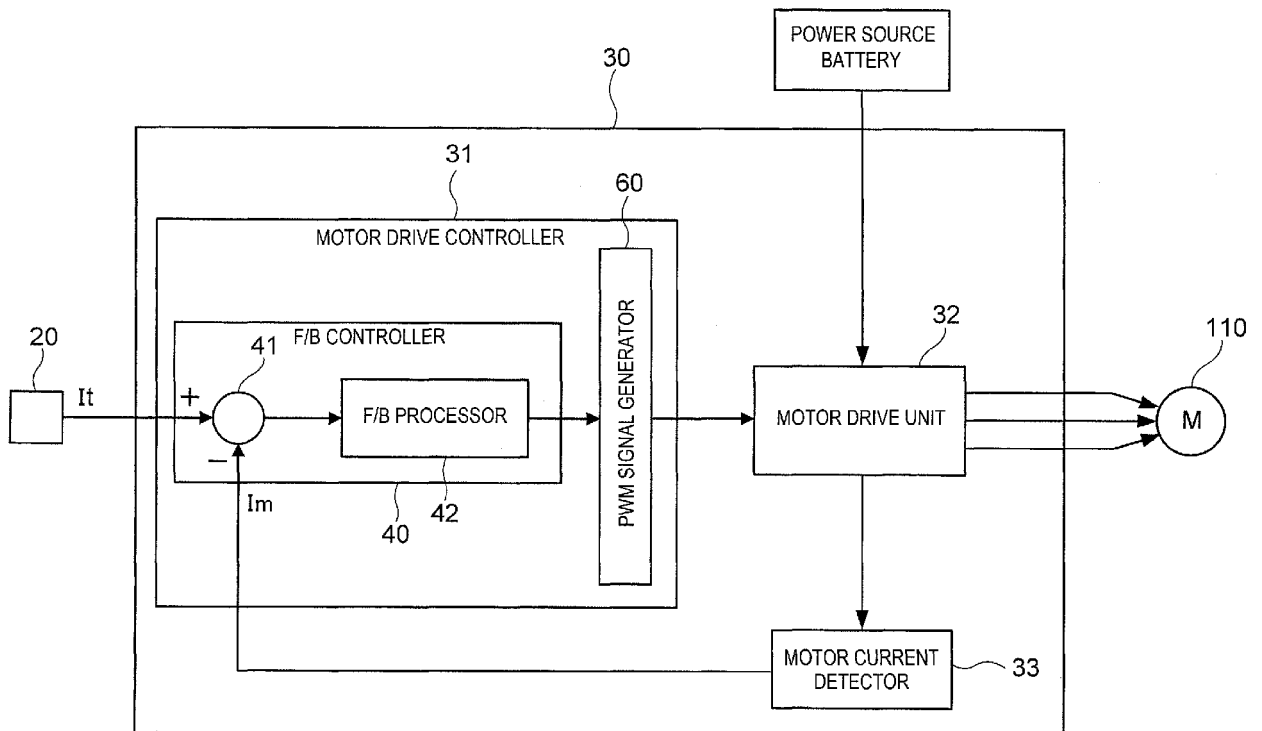 POWER SOURCE
BATTERY
30
31
60
MOTOR DRIVE CONTROLLER
20
It
+
F/B CONTROLLER
41
F/B PROCESSOR
−
Im
40
42
PWM SIGNAL GENERATOR
32
MOTOR DRIVE UNIT
110
M
MOTOR CURRENT
DETECTOR
33